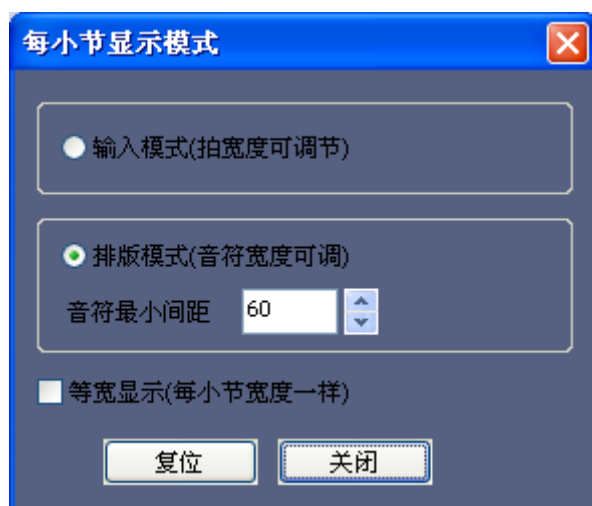 每小节显示模式
输入模式(拍宽度可调节)
排版模式(音符宽度可调)
音符最小间距 60
等宽显示(每小节宽度一样)
复位 关闭